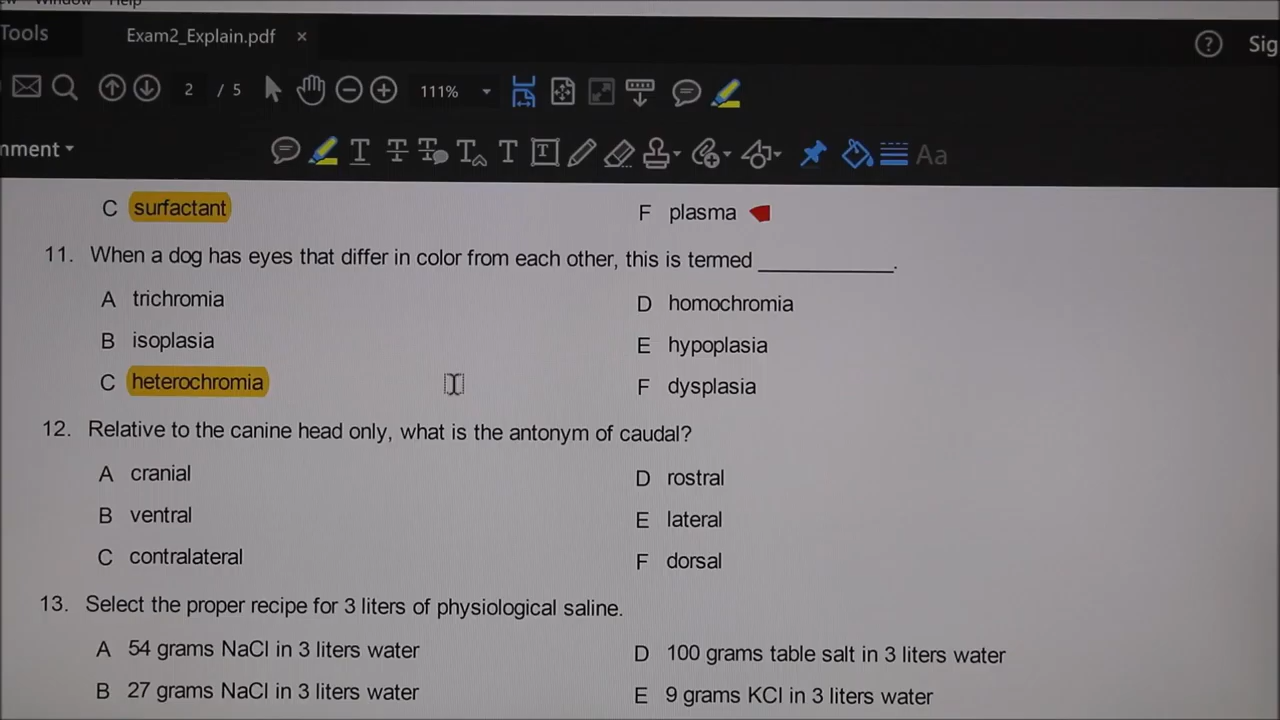 Window Help
Tools
Exam2_Explain.pdf ×
? Sig
2 / 5
111%
nment
T T T T T T Aa
C surfactant
F plasma
11. When a dog has eyes that differ in color from each other, this is termed ____________.
A trichromia
D homochromia
B isoplasia
E hypoplasia
C heterochromia
F dysplasia
12. Relative to the canine head only, what is the antonym of caudal?
A cranial
D rostral
B ventral
E lateral
C contralateral
F dorsal
13. Select the proper recipe for 3 liters of physiological saline.
A 54 grams NaCl in 3 liters water
D 100 grams table salt in 3 liters water
B 27 grams NaCl in 3 liters water
E 9 grams KCl in 3 liters water